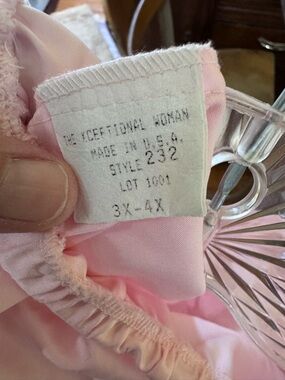 THE XCEPTIONAL WOMAN
MADE IN U.S.A.
STYLE 232
LOT 1001
3X-4X